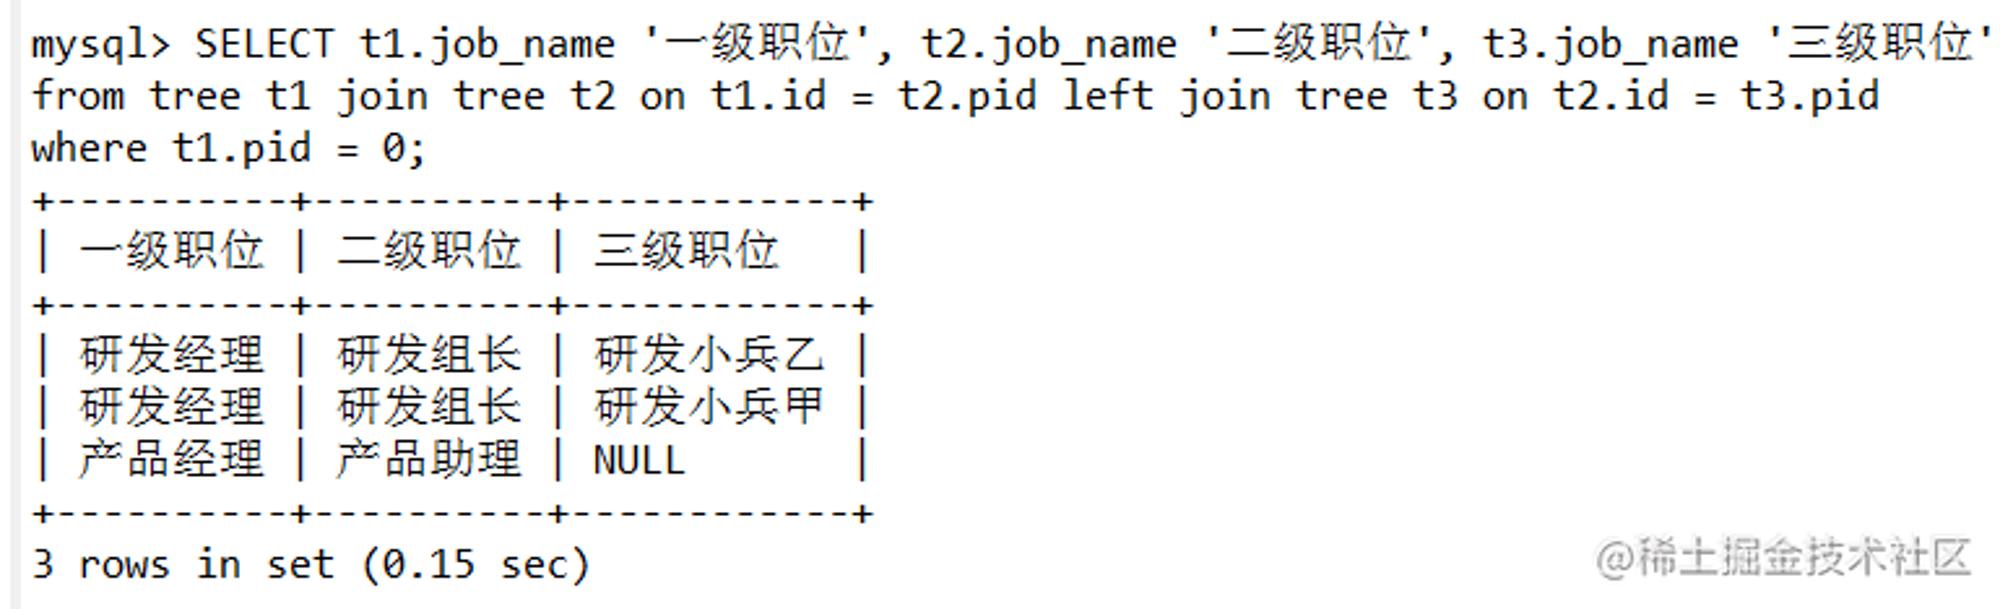 mysql> SELECT t1.job_name '一级职位', t2.job_name '二级职位', t3.job_name '三级职位'
from tree t1 join tree t2 on t1.id = t2.pid left join tree t3 on t2.id = t3.pid
where t1.pid = 0;
+----------+----------+------------+
| 一级职位 | 二级职位 | 三级职位   |
+----------+----------+------------+
| 研发经理 | 研发组长 | 研发小兵乙 |
| 研发经理 | 研发组长 | 研发小兵甲 |
| 产品经理 | 产品助理 | NULL       |
+----------+----------+------------+
3 rows in set (0.15 sec)
@稀土掘金技术社区